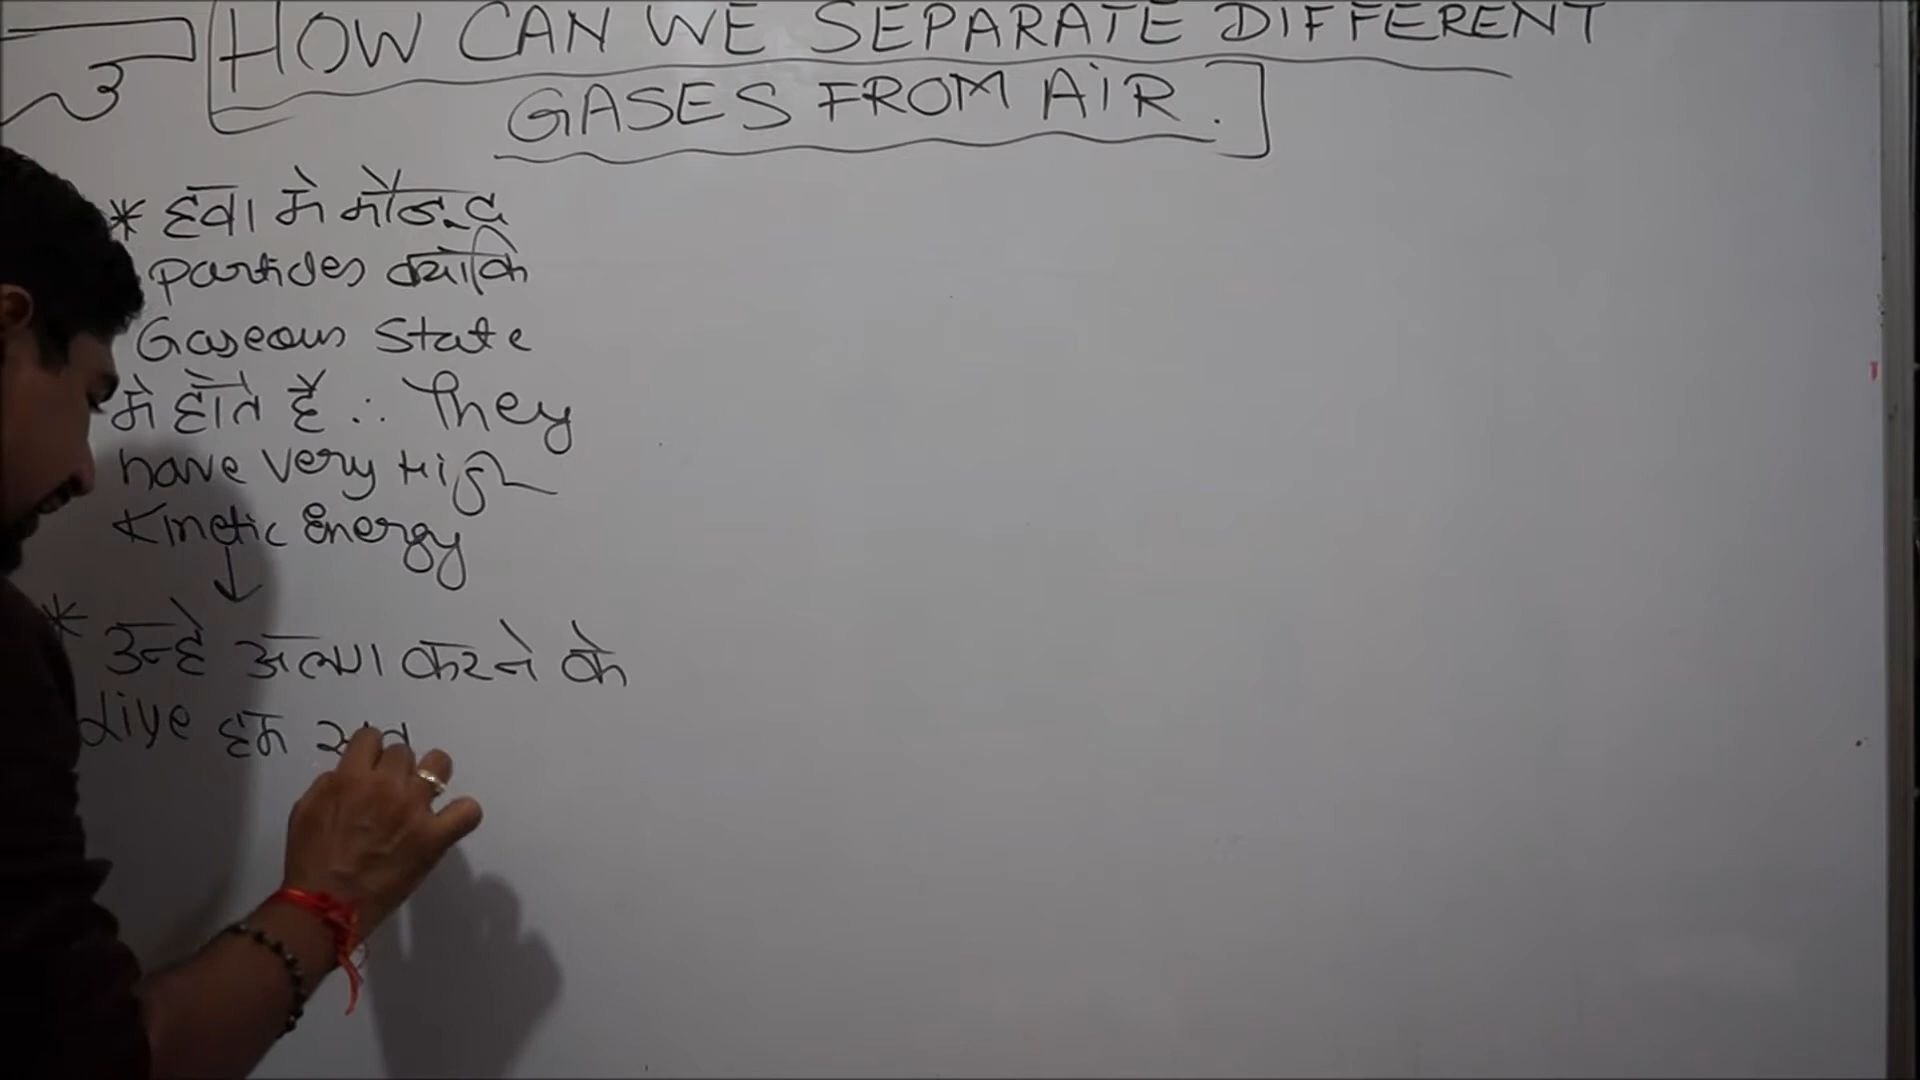 HOW CAN WE SEPARATE DIFFERENT
GASES FROM AIR.
* हवा मे मौजूद
particles क्योंकि
Gaseous State
मे होते हैं ∴ They
have very High
Kinetic Energy
↓
* उन्हे अलग करने के
Liye हम